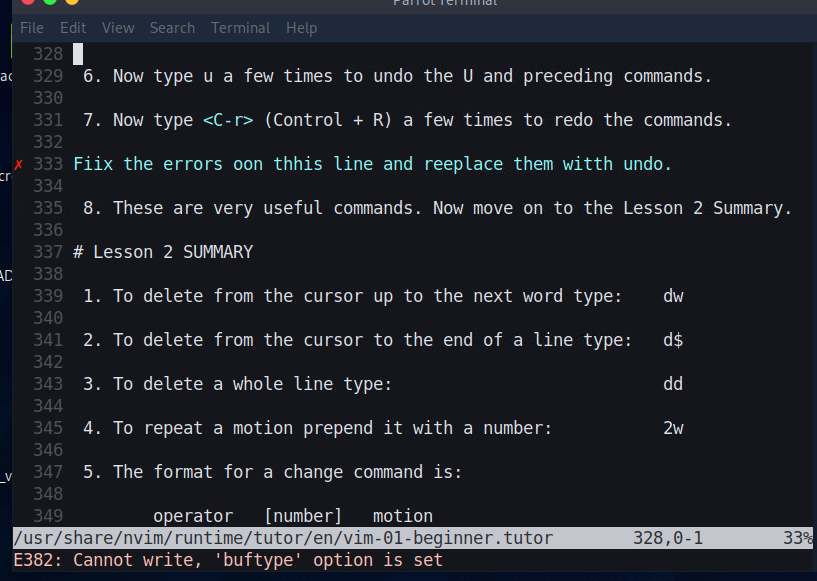 Parrot Terminal
File Edit View Search Terminal Help
328
329 6. Now type u a few times to undo the U and preceding commands.
330
331 7. Now type <C-r> (Control + R) a few times to redo the commands.
332
✗ 333 Fiix the errors oon thhis line and reeplace them witth undo.
334
335 8. These are very useful commands. Now move on to the Lesson 2 Summary.
336
337 # Lesson 2 SUMMARY
338
339 1. To delete from the cursor up to the next word type: dw
340
341 2. To delete from the cursor to the end of a line type: d$
342
343 3. To delete a whole line type: dd
344
345 4. To repeat a motion prepend it with a number: 2w
346
347 5. The format for a change command is:
348
349 operator [number] motion
/usr/share/nvim/runtime/tutor/en/vim-01-beginner.tutor 328,0-1 33%
E382: Cannot write, 'buftype' option is set